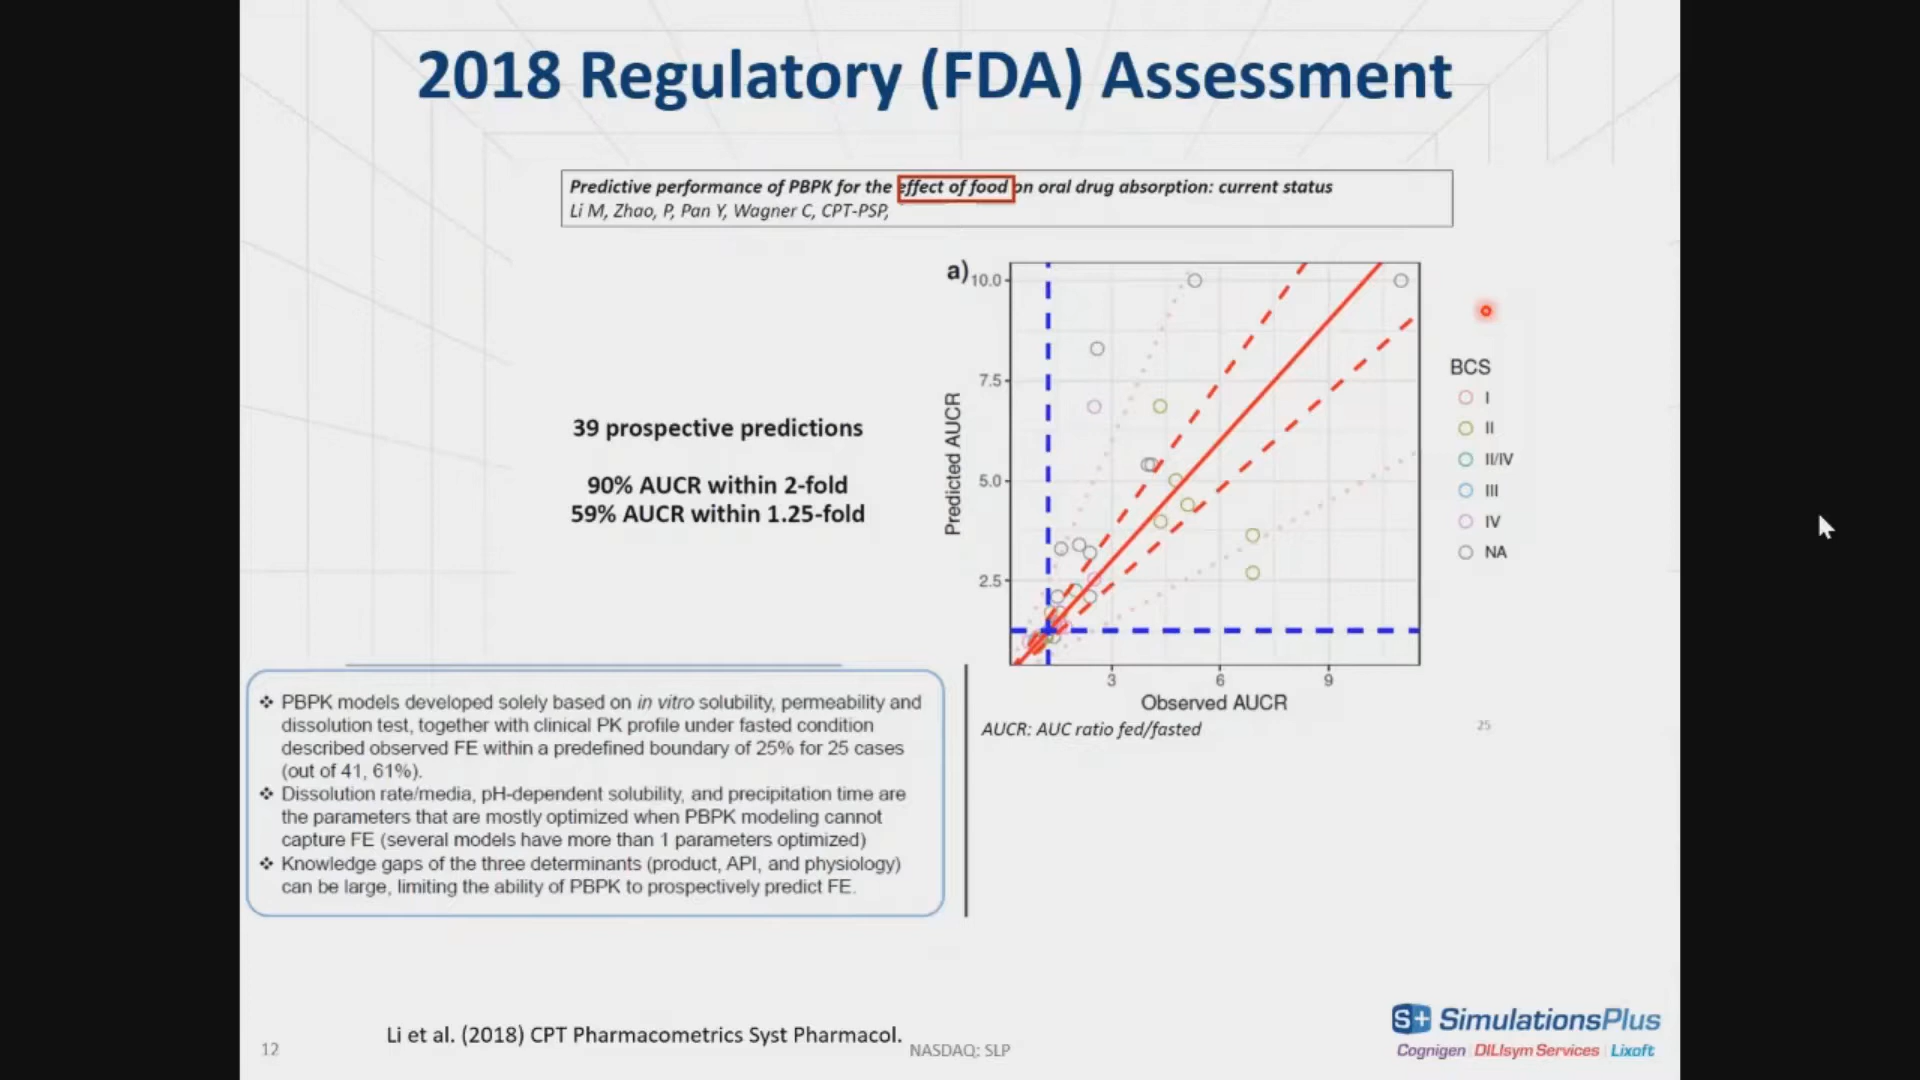 2018 Regulatory (FDA) Assessment
Predictive performance of PBPK for the effect of food on oral drug absorption: current status
Li M, Zhao, P, Pan Y, Wagner C, CPT-PSP,
39 prospective predictions
90% AUCR within 2-fold
59% AUCR within 1.25-fold
a)
10.0
7.5
5.0
2.5
Predicted AUCR
3 6 9
Observed AUCR
BCS
I
II
II/IV
III
IV
NA
AUCR: AUC ratio fed/fasted
25
❖ PBPK models developed solely based on in vitro solubility, permeability and
dissolution test, together with clinical PK profile under fasted condition
described observed FE within a predefined boundary of 25% for 25 cases
(out of 41, 61%).
❖ Dissolution rate/media, pH-dependent solubility, and precipitation time are
the parameters that are mostly optimized when PBPK modeling cannot
capture FE (several models have more than 1 parameters optimized)
❖ Knowledge gaps of the three determinants (product, API, and physiology)
can be large, limiting the ability of PBPK to prospectively predict FE.
Li et al. (2018) CPT Pharmacometrics Syst Pharmacol.
12
NASDAQ: SLP
S+ SimulationsPlus
Cognigen | DILIsym Services | Lixoft